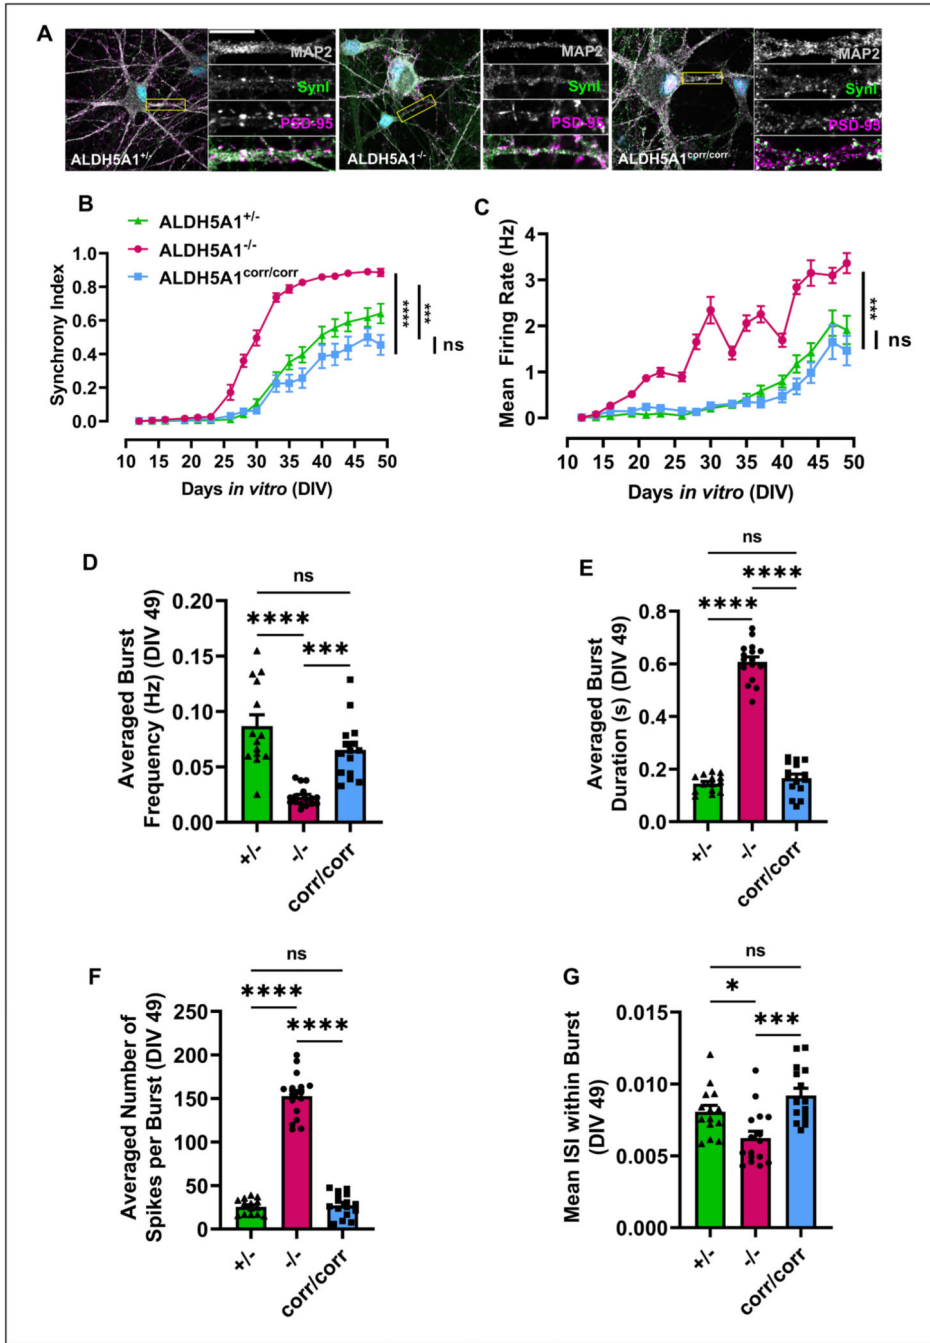 A
MAP2
SynI
PSD-95
ALDH5A1+/-
MAP2
SynI
PSD-95
ALDH5A1-/-
MAP2
SynI
PSD-95
ALDH5A1corr/corr
B
ALDH5A1+/-
ALDH5A1-/-
ALDH5A1corr/corr
Synchrony Index
1.0
0.8
0.6
0.4
0.2
0.0
10 15 20 25 30 35 40 45 50
Days in vitro (DIV)
****
***
ns
C
Mean Firing Rate (Hz)
4
3
2
1
0
10 15 20 25 30 35 40 45 50
Days in vitro (DIV)
***
ns
D
Averaged Burst
Frequency (Hz) (DIV 49)
0.20
0.15
0.10
0.05
0.00
ns
****
***
+/-
-/-
corr/corr
E
Averaged Burst
Duration (s) (DIV 49)
0.8
0.6
0.4
0.2
0.0
ns
****
****
+/-
-/-
corr/corr
F
Averaged Number of
Spikes per Burst (DIV 49)
250
200
150
100
50
0
ns
****
****
+/-
-/-
corr/corr
G
Mean ISI within Burst
(DIV 49)
0.015
0.010
0.005
0.000
ns
*
***
+/-
-/-
corr/corr